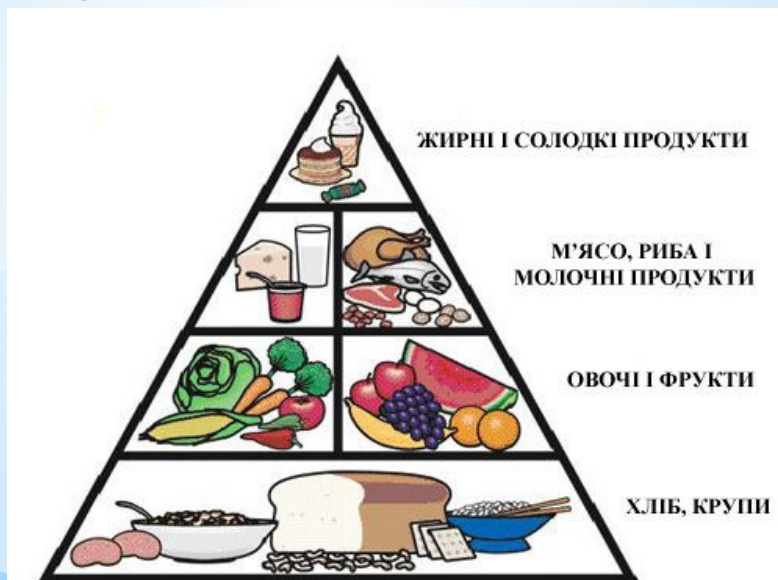 ЖИРНІ І СОЛОДКІ ПРОДУКТИ
М'ЯСО, РИБА І
МОЛОЧНІ ПРОДУКТИ
ОВОЧІ І ФРУКТИ
ХЛІБ, КРУПИ